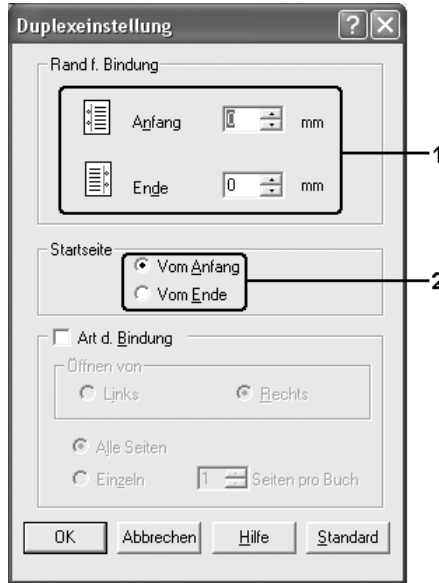 Duplexeinstellung
Rand f. Bindung
Anfang 0 mm
1
Ende 0 mm
Startseite
Vom Anfang
2
Vom Ende
Art d. Bindung
Öffnen von
Links Rechts
Alle Seiten
Einzeln 1 Seiten pro Buch
OK Abbrechen Hilfe Standard